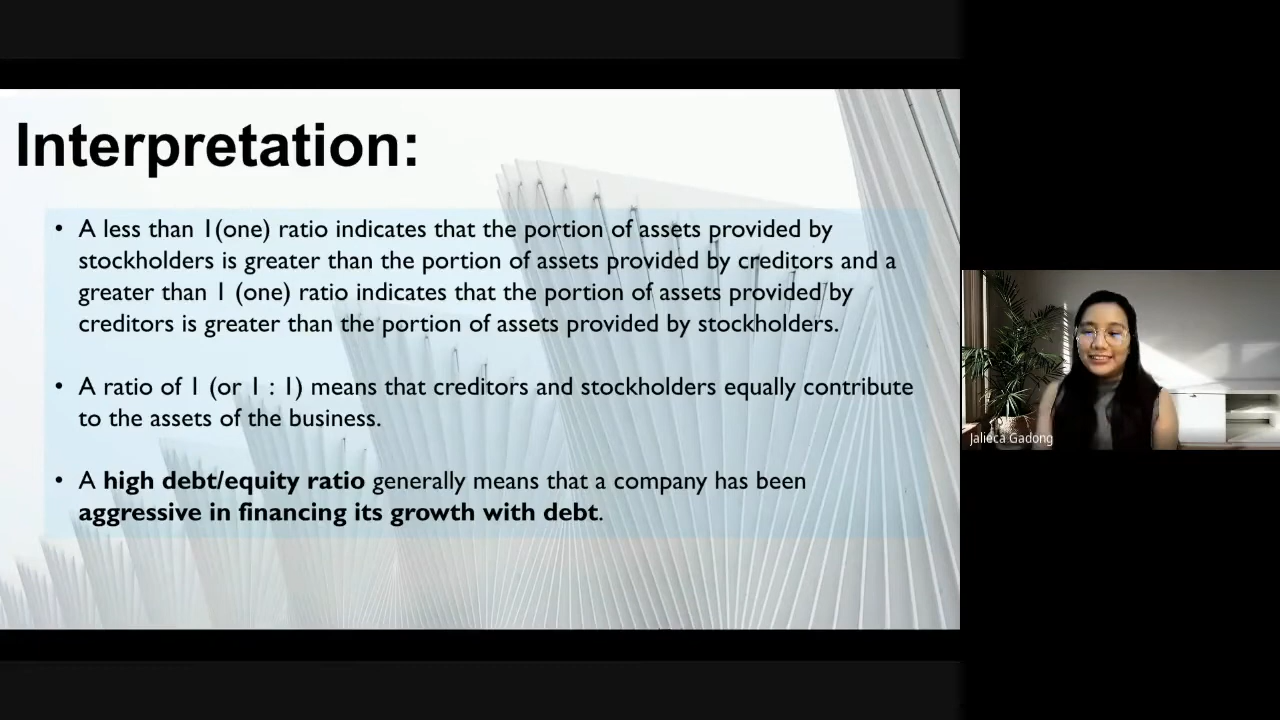 Interpretation:
• A less than 1(one) ratio indicates that the portion of assets provided by
stockholders is greater than the portion of assets provided by creditors and a
greater than 1 (one) ratio indicates that the portion of assets provided by
creditors is greater than the portion of assets provided by stockholders.
• A ratio of 1 (or 1 : 1) means that creditors and stockholders equally contribute
to the assets of the business.
• A high debt/equity ratio generally means that a company has been
aggressive in financing its growth with debt.
Jalieca Gadong